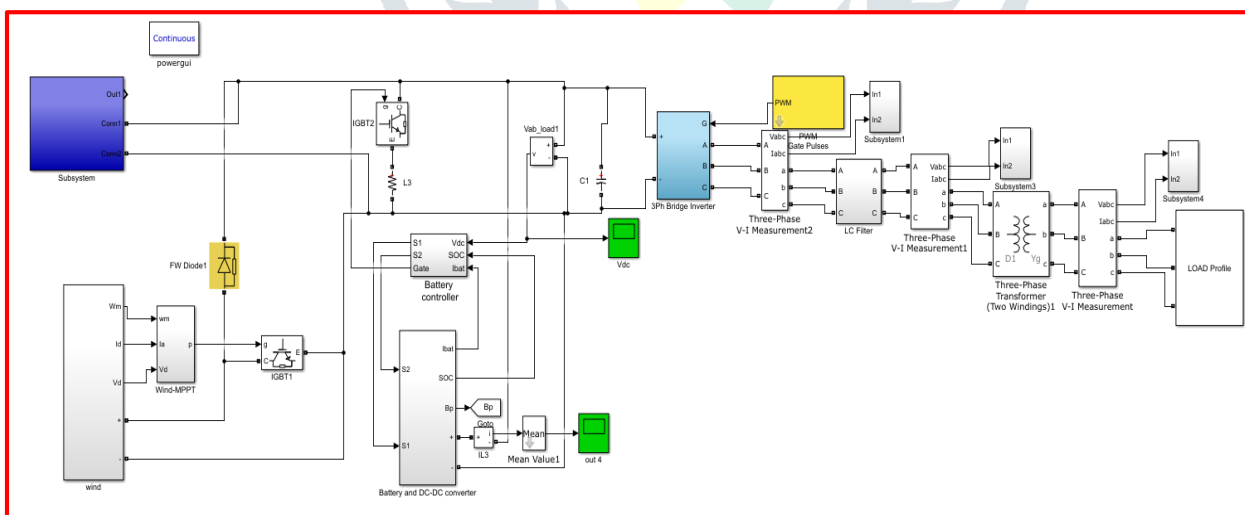 Continuous
powergui
Out1
Conn1
Conn2
Subsystem
g
C
E
IGBT2
L3
Vab_load1
+
v
-
C1
+
-
G
A
B
C
3Ph Bridge Inverter
PWM
PWM
Gate Pulses
A
B
C
Vabc
Iabc
a
b
c
Three-Phase
V-I Measurement2
In1
In2
Subsystem1
A
B
C
A
B
C
LC Filter
A
B
C
Vabc
Iabc
a
b
c
Three-Phase
V-I Measurement1
In1
In2
Subsystem3
A
B
C
a
b
c
D1
Yg
Three-Phase
Transformer
(Two Windings)1
A
B
C
Vabc
Iabc
a
b
c
Three-Phase
V-I Measurement
In1
In2
Subsystem4
LOAD Profile
FW Diode1
S1
S2
Gate
Vdc
SOC
Ibat
Battery
controller
Vdc
Wm
Id
Vd
+
-
wind
wm
Ia
Vd
p
Wind-MPPT
g
C
E
IGBT1
S2
S1
Ibat
SOC
Bp
+
-
Battery and DC-DC converter
Bp
Goto
+
i
-
IL3
Mean
Mean Value1
out 4